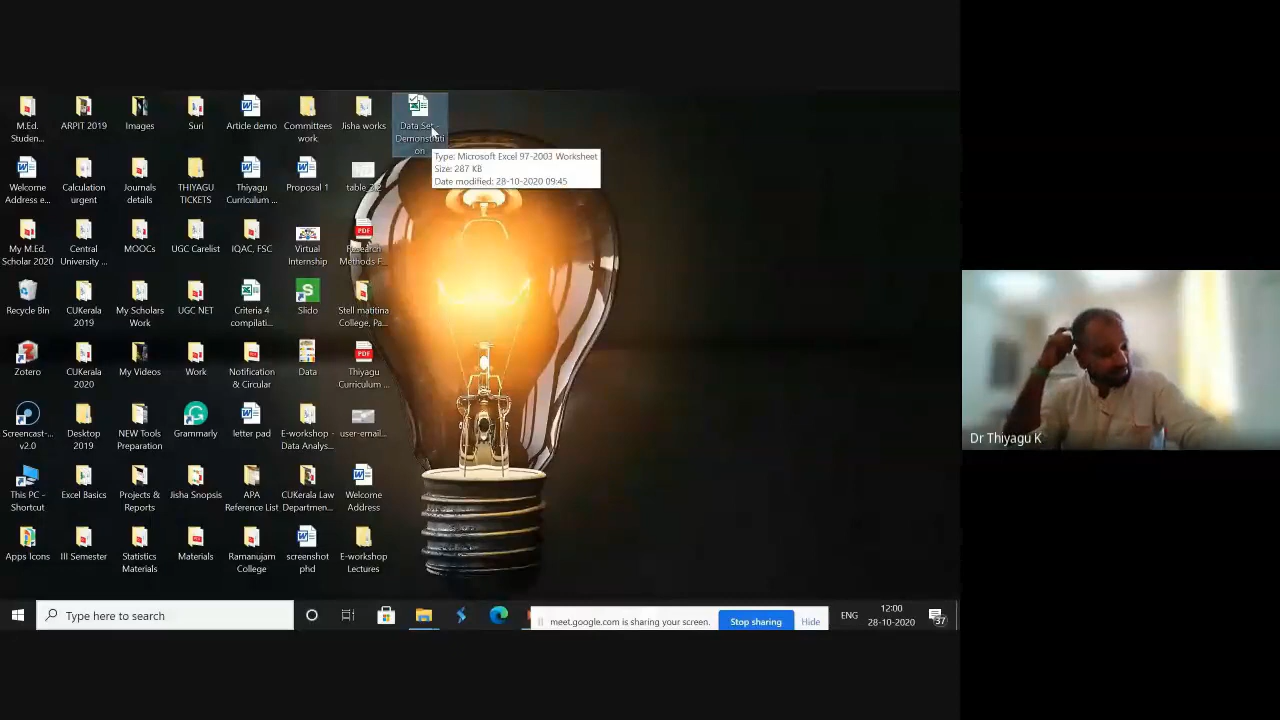 M.Ed.
Studen...
ARPIT 2019
Images
Suri
Article demo
Committees
work
Jisha works
Data Set -
Demonstrati
on
Type: Microsoft Excel 97-2003 Worksheet
Size: 287 KB
Date modified: 28-10-2020 09:45
Welcome
Address e...
Calculation
urgent
Journals
details
THIYAGU
TICKETS
Thiyagu
Curriculum ...
Proposal 1
table_7.2
My M.Ed.
Scholar 2020
Central
University ...
MOOCs
UGC Carelist
IQAC, FSC
Virtual
Internship
PDF
Research
Methods F...
Recycle Bin
CUKerala
2019
My Scholars
Work
UGC NET
Criteria 4
compilati...
S
Slido
Stell matitina
College, Pa...
Z
Zotero
CUKerala
2020
My Videos
Work
Notification
& Circular
Data
PDF
Thiyagu
Curriculum ...
Screencast-...
v2.0
Desktop
2019
NEW Tools
Preparation
Grammarly
letter pad
E-workshop -
Data Analys...
user-email...
This PC -
Shortcut
Excel Basics
Projects &
Reports
Jisha Snopsis
APA
Reference List
CUKerala Law
Departmen...
Welcome
Address
Apps Icons
III Semester
Statistics
Materials
Materials
Ramanujam
College
screenshot
phd
E-workshop
Lectures
Dr Thiyagu K
Type here to search
meet.google.com is sharing your screen.
Stop sharing
Hide
ENG
12:00
28-10-2020
37